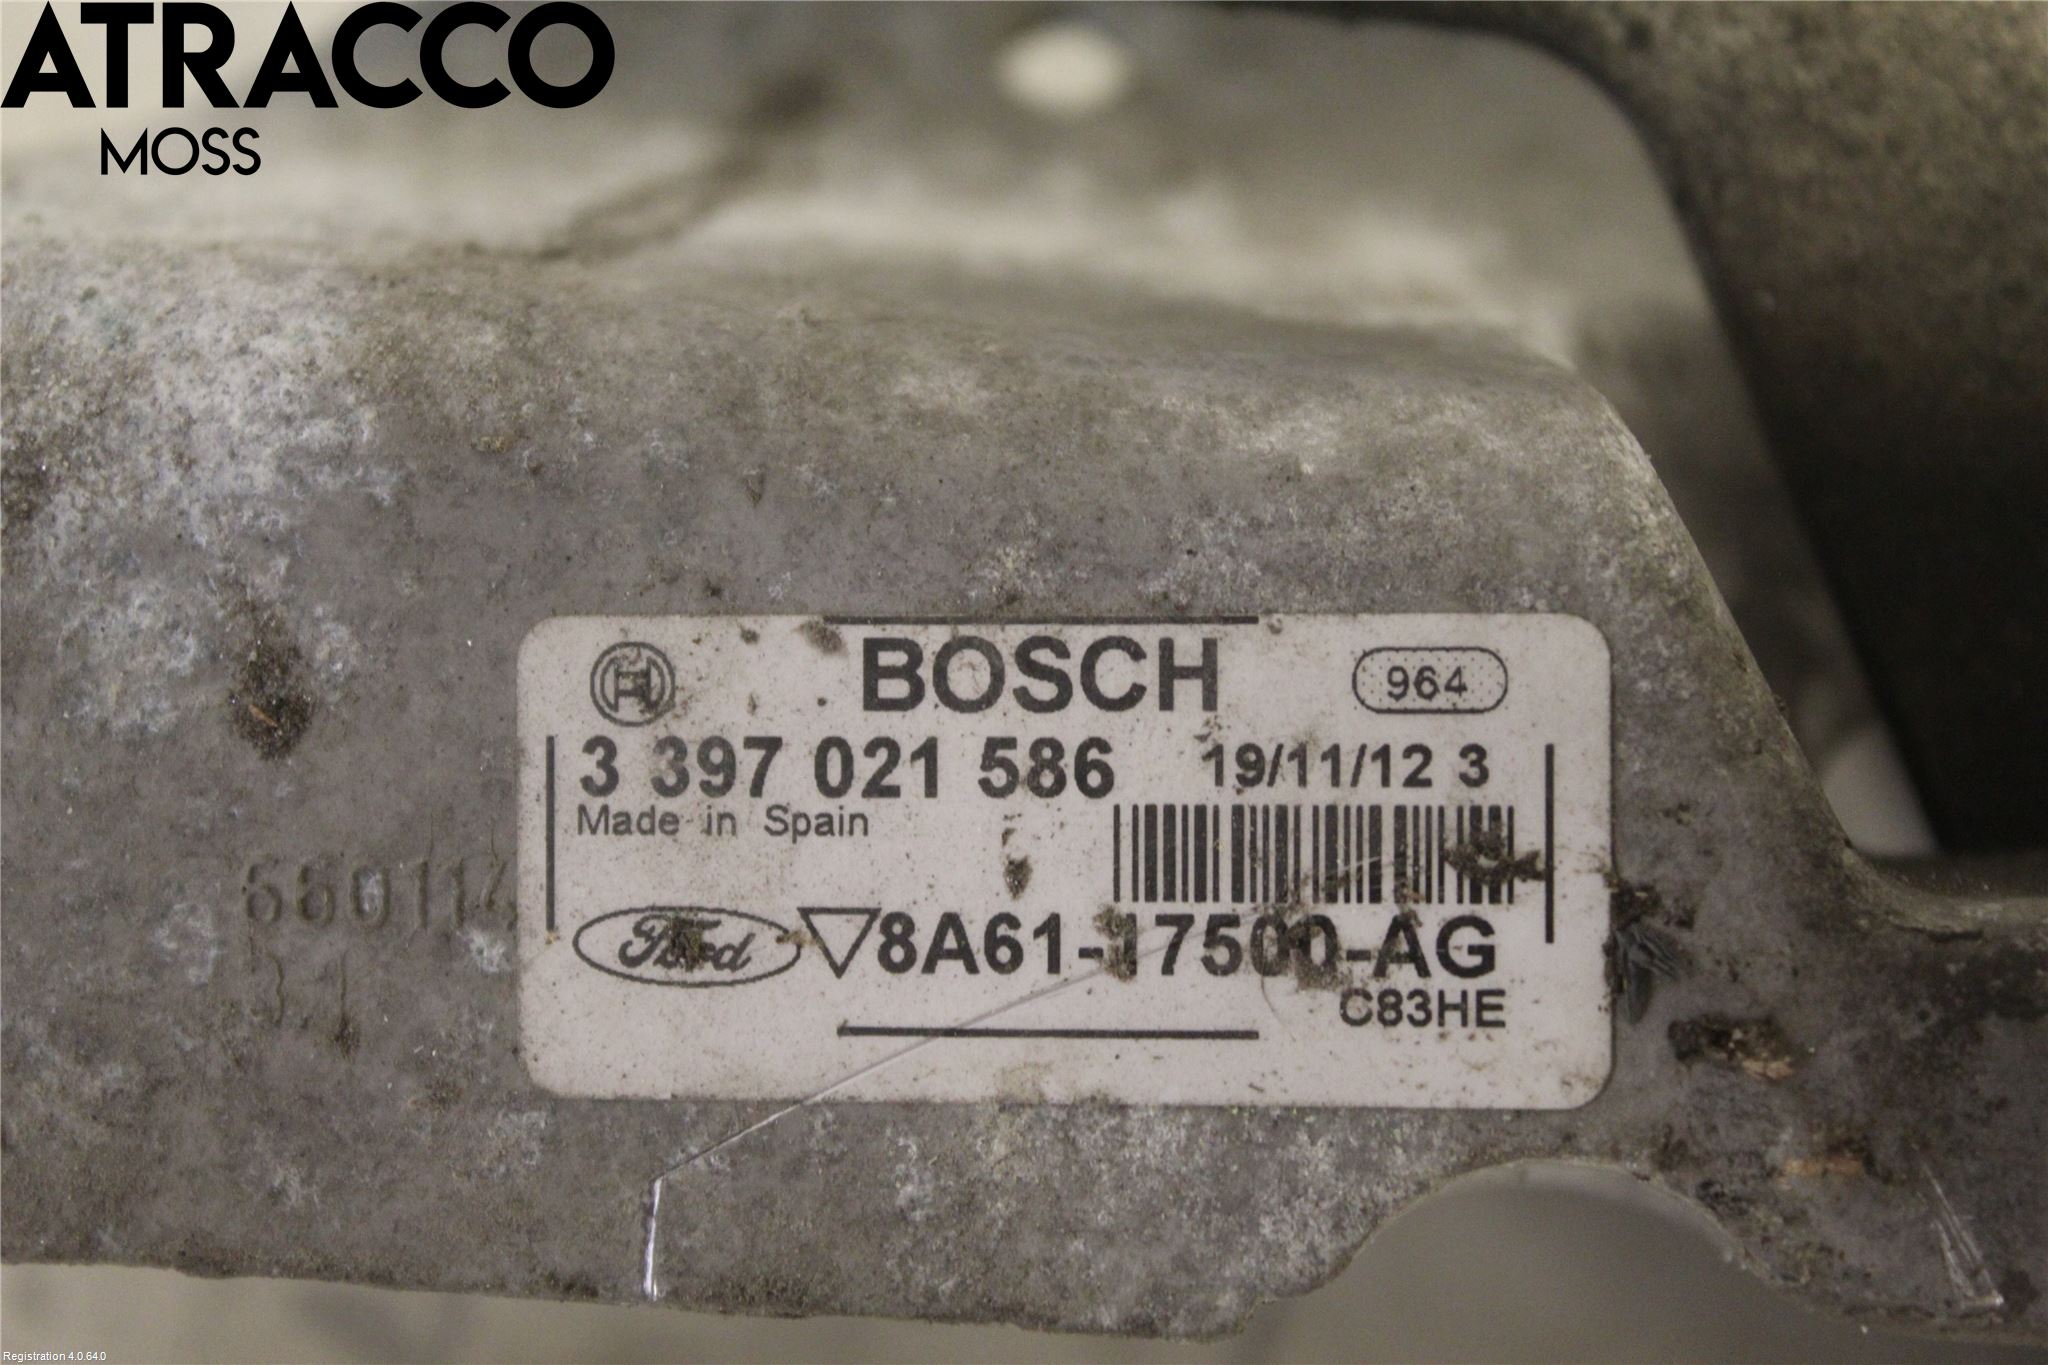 ATRACCO
MOSS
BOSCH
964
3 397 021 586
19/11/12 3
Made in Spain
Ford
8A61-17500-AG
C83HE
Registration 4.0.64.0